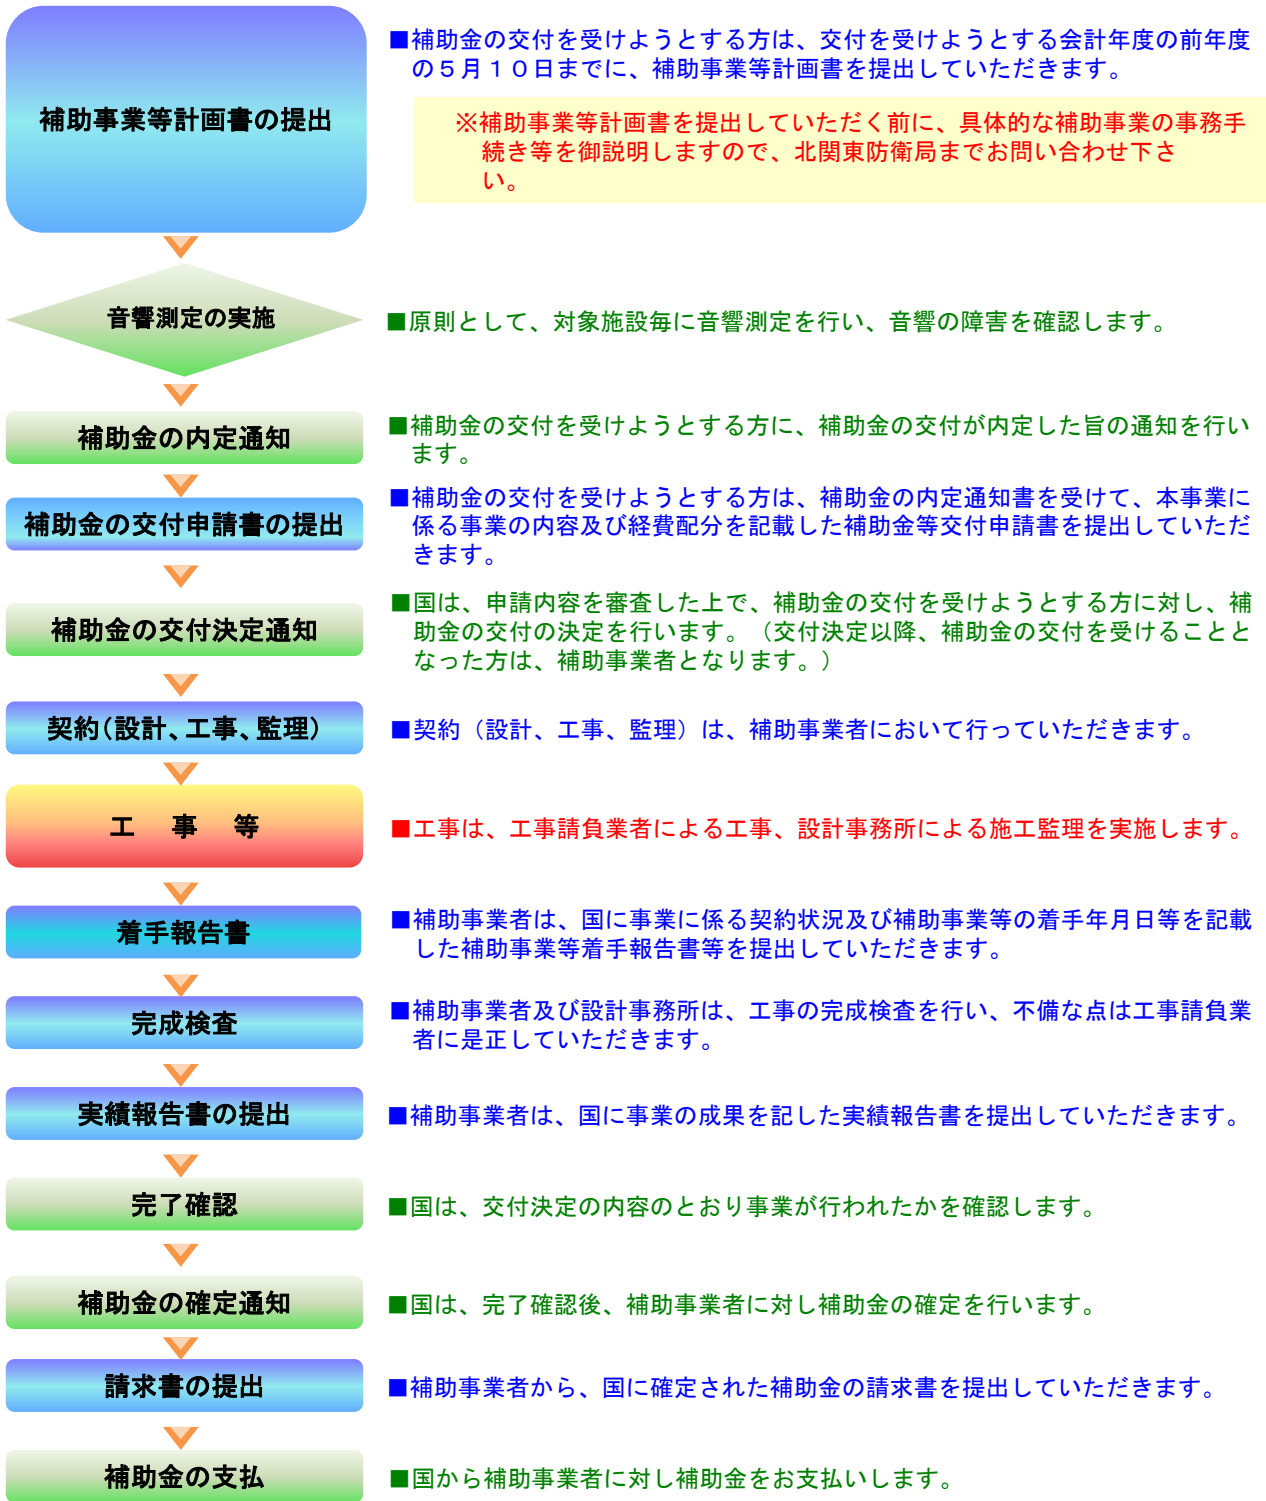 補助事業等計画書の提出
■補助金の交付を受けようとする方は、交付を受けようとする会計年度の前年度
の５月１０日までに、補助事業等計画書を提出していただきます。
※補助事業等計画書を提出していただく前に、具体的な補助事業の事務手
続き等を御説明しますので、北関東防衛局までお問い合わせ下さ
い。
音響測定の実施
■原則として、対象施設毎に音響測定を行い、音響の障害を確認します。
補助金の内定通知
■補助金の交付を受けようとする方に、補助金の交付が内定した旨の通知を行い
ます。
補助金の交付申請書の提出
■補助金の交付を受けようとする方は、補助金の内定通知書を受けて、本事業に
係る事業の内容及び経費配分を記載した補助金等交付申請書を提出していただ
きます。
補助金の交付決定通知
■国は、申請内容を審査した上で、補助金の交付を受けようとする方に対し、補
助金の交付の決定を行います。（交付決定以降、補助金の交付を受けることと
なった方は、補助事業者となります。）
契約（設計、工事、監理）
■契約（設計、工事、監理）は、補助事業者において行っていただきます。
工　事　等
■工事は、工事請負業者による工事、設計事務所による施工監理を実施します。
着手報告書
■補助事業者は、国に事業に係る契約状況及び補助事業等の着手年月日等を記載
した補助事業等着手報告書等を提出していただきます。
完成検査
■補助事業者及び設計事務所は、工事の完成検査を行い、不備な点は工事請負業
者に是正していただきます。
実績報告書の提出
■補助事業者は、国に事業の成果を記した実績報告書を提出していただきます。
完了確認
■国は、交付決定の内容のとおり事業が行われたかを確認します。
補助金の確定通知
■国は、完了確認後、補助事業者に対し補助金の確定を行います。
請求書の提出
■補助事業者から、国に確定された補助金の請求書を提出していただきます。
補助金の支払
■国から補助事業者に対し補助金をお支払いします。